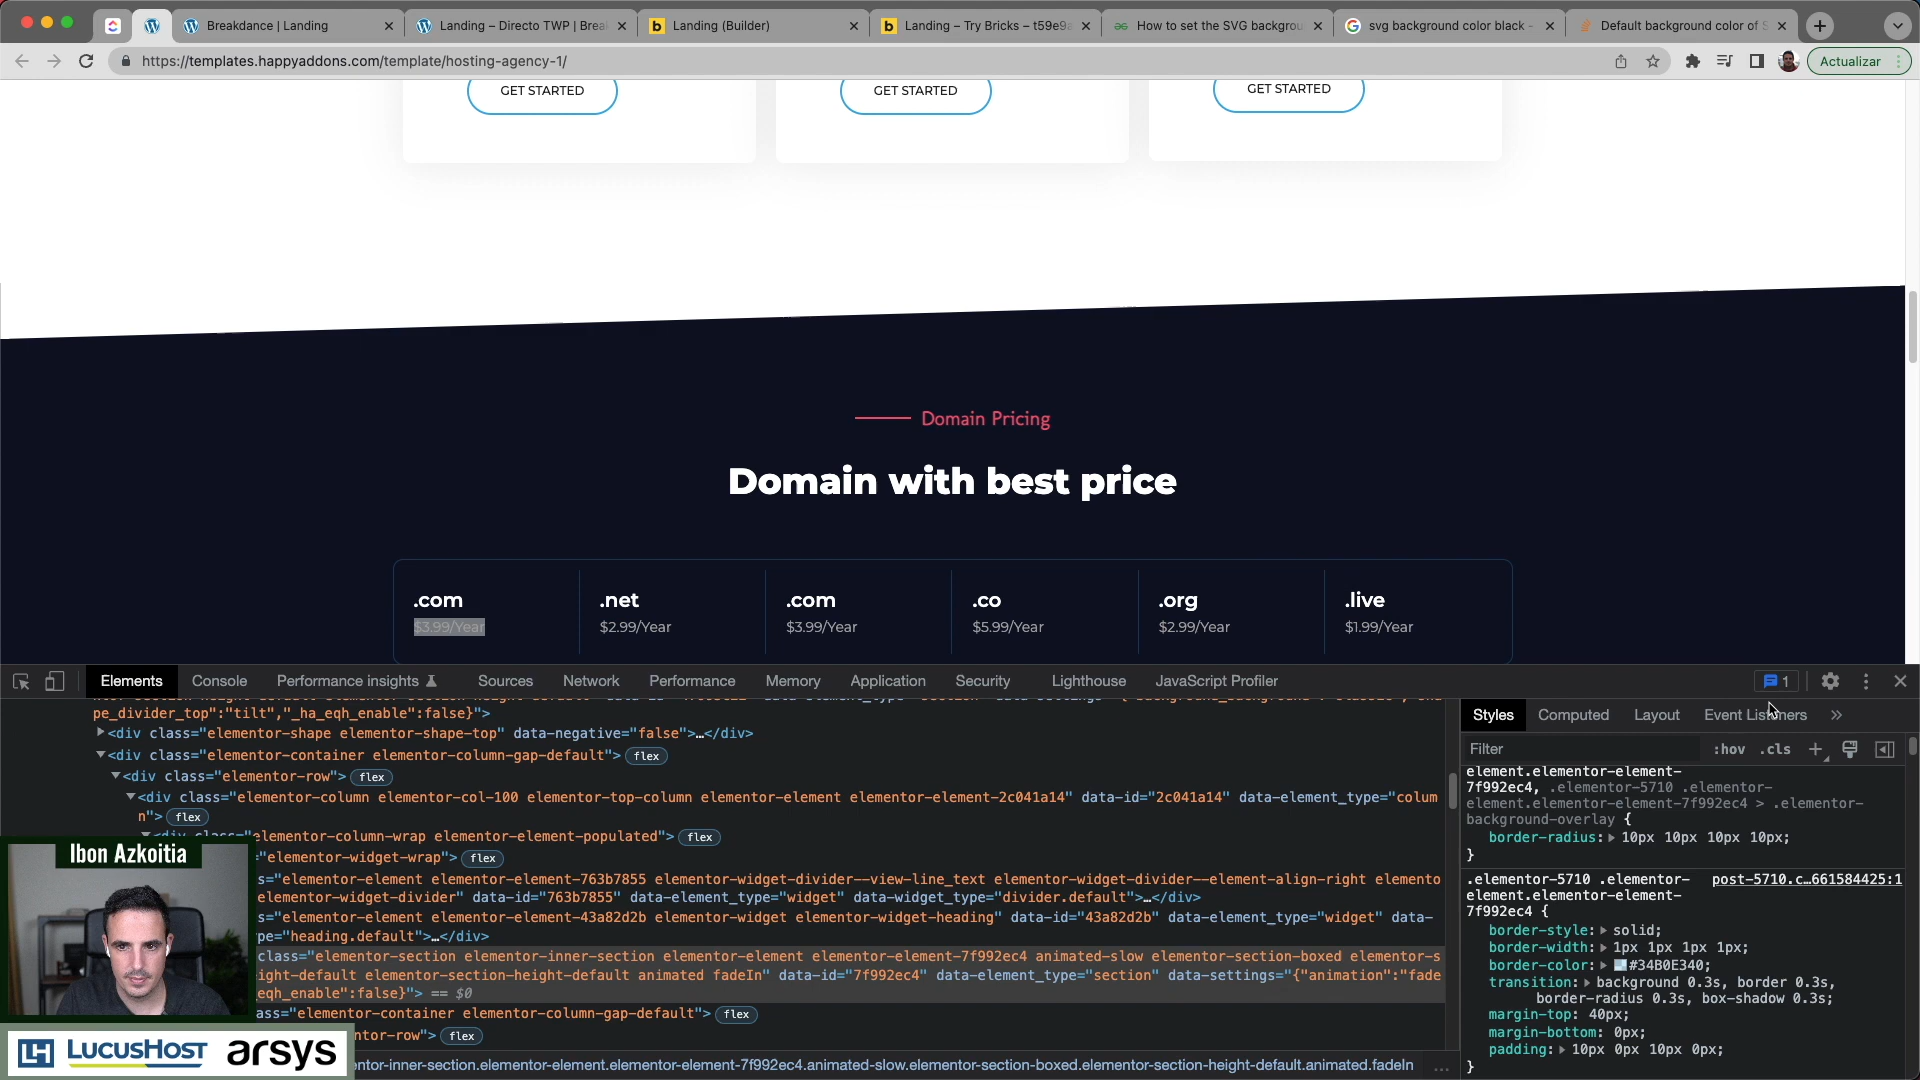 Breakdance | Landing
Landing – Directo TWP | Break
Landing (Builder)
Landing – Try Bricks – t59e9a
How to set the SVG backgrou
svg background color black -
Default background color of S
https://templates.happyaddons.com/template/hosting-agency-1/
Actualizar
GET STARTED
GET STARTED
GET STARTED
Domain Pricing
Domain with best price
.com
.net
.com
.co
.org
.live
$3.99/Year
$2.99/Year
$3.99/Year
$5.99/Year
$2.99/Year
$1.99/Year
Elements Console Performance insights Sources Network Performance Memory Application Security Lighthouse JavaScript Profiler 1
pe_divider_top":"tilt","_ha_eqh_enable":false}">
<div class="elementor-shape elementor-shape-top" data-negative="false">…</div>
<div class="elementor-container elementor-column-gap-default"> flex
<div class="elementor-row"> flex
<div class="elementor-column elementor-col-100 elementor-top-column elementor-element elementor-element-2c041a14" data-id="2c041a14" data-element_type="colum
n"> flex
<div class="elementor-column-wrap elementor-element-populated"> flex
="elementor-widget-wrap"> flex
s="elementor-element elementor-element-763b7855 elementor-widget-divider--view-line_text elementor-widget-divider--element-align-right elemento
elementor-widget-divider" data-id="763b7855" data-element_type="widget" data-widget_type="divider.default">…</div>
s="elementor-element elementor-element-43a82d2b elementor-widget elementor-widget-heading" data-id="43a82d2b" data-element_type="widget" data-
pe="heading.default">…</div>
class="elementor-section elementor-inner-section elementor-element elementor-element-7f992ec4 animated-slow elementor-section-boxed elementor-s
ight-default elementor-section-height-default animated fadeIn" data-id="7f992ec4" data-element_type="section" data-settings="{"animation":"fade
eqh_enable":false}"> == $0
ass="elementor-container elementor-column-gap-default"> flex
ntor-row"> flex
ntor-inner-section.elementor-element.elementor-element-7f992ec4.animated-slow.elementor-section-boxed.elementor-section-height-default.animated.fadeIn ...
Styles Computed Layout Event Listeners »
Filter :hov .cls +
element.elementor-element-
7f992ec4, .elementor-5710 .elementor-
element.elementor-element-7f992ec4 > .elementor-
background-overlay {
border-radius: 10px 10px 10px 10px;
}
.elementor-5710 .elementor- post-5710.c…661584425:1
element.elementor-element-
7f992ec4 {
border-style: solid;
border-width: 1px 1px 1px 1px;
border-color: #34B0E340;
transition: background 0.3s, border 0.3s,
border-radius 0.3s, box-shadow 0.3s;
margin-top: 40px;
margin-bottom: 0px;
padding: 10px 0px 10px 0px;
}
Ibon Azkoitia
LH LUCUSHOST arsys